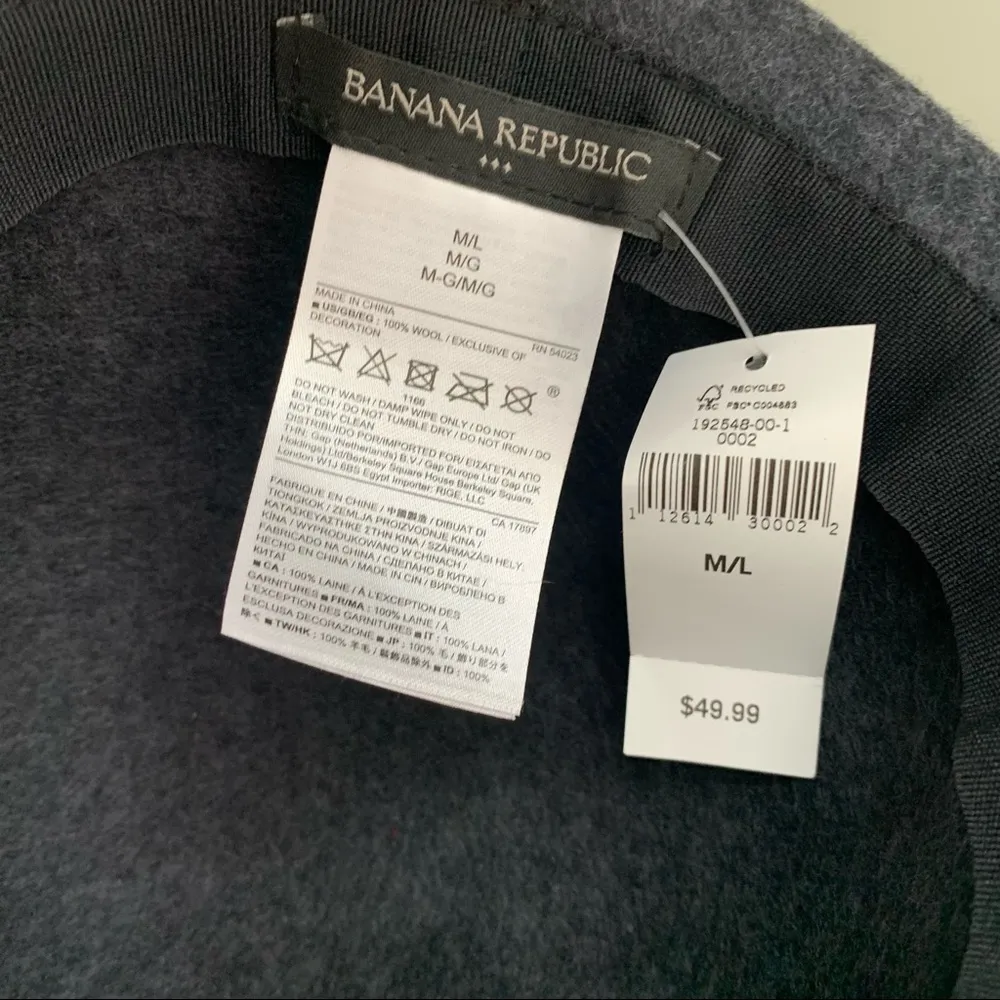 BANANA REPUBLIC
M/L
M/G
M-G/M/G
MADE IN CHINA
RN 54023
■ US/GB/EG : 100% WOOL / EXCLUSIVE OF
DECORATION
®
1166
DO NOT WASH / DAMP WIPE ONLY / DO NOT
BLEACH / DO NOT TUMBLE DRY / DO NOT IRON / DO
NOT DRY CLEAN
DISTRIBUIDO POR/IMPORTED FOR/ ΕΙΣΑΓΕΤΑΙ ΑΠΟ
ΤΗΝ: Gap (Netherlands) B.V./ Gap Europe Ltd/ Gap (UK
Holdings) Ltd/Berkeley Square House Berkeley Square,
London W1J 6BS Egypt Importer: RIGE, LLC
CA 17897
FABRIQUE EN CHINE / 中國製造 / DIBUAT DI
TIONGKOK / ZEMLJA PROIZVODNJE KINA /
ΚΑΤΑΣΚΕΥΑΣΤΗΚΕ ΣΤΗΝ ΚΙΝΑ / SZÁRMAZÁSI HELY:
KÍNA / WYPRODUKOWANO W CHINACH /
FABRICADO NA CHINA / СДЕЛАНО В КИТАЕ /
HECHO EN CHINA / MADE IN CIN / ВИРОБЛЕНО В
КИТАЇ
■ CA : 100% LAINE / À L'EXCEPTION DES
GARNITURES ■ FR/MA : 100% LAINE / À
L'EXCEPTION DES GARNITURES ■ IT : 100% LANA /
ESCLUSA DECORAZIONE ■ JP : 100% 毛 / 飾り部分を
除く ■ TW/HK : 100% 羊毛 / 裝飾品除外 ■ ID : 100%
RECYCLED
FSC FSC® C004683
192548-00-1
0002
1 12614 30002 2
M/L
$49.99